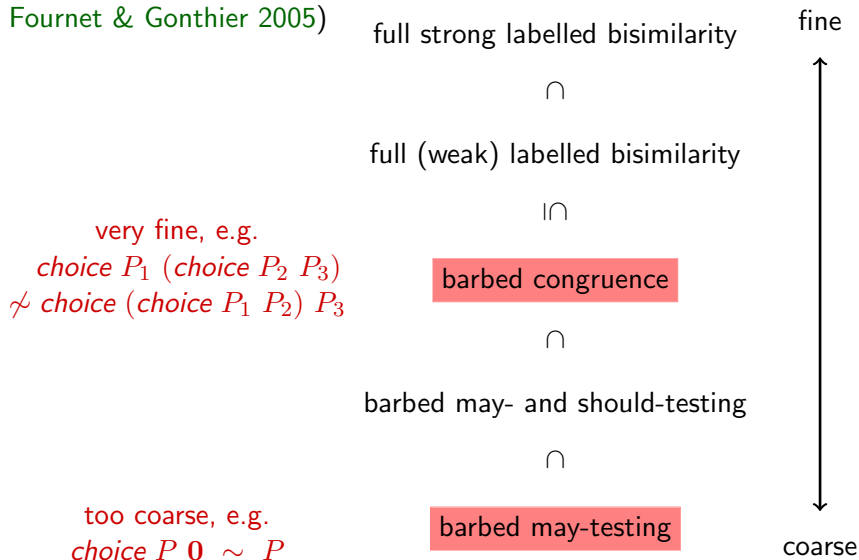 Fournet & Gonthier 2005)
full strong labelled bisimilarity
fine
∩
full (weak) labelled bisimilarity
I∩
very fine, e.g.
choice P₁ (choice P₂ P₃)
≁ choice (choice P₁ P₂) P₃
barbed congruence
∩
barbed may- and should-testing
∩
too coarse, e.g.
choice P 0 ∼ P
barbed may-testing
coarse